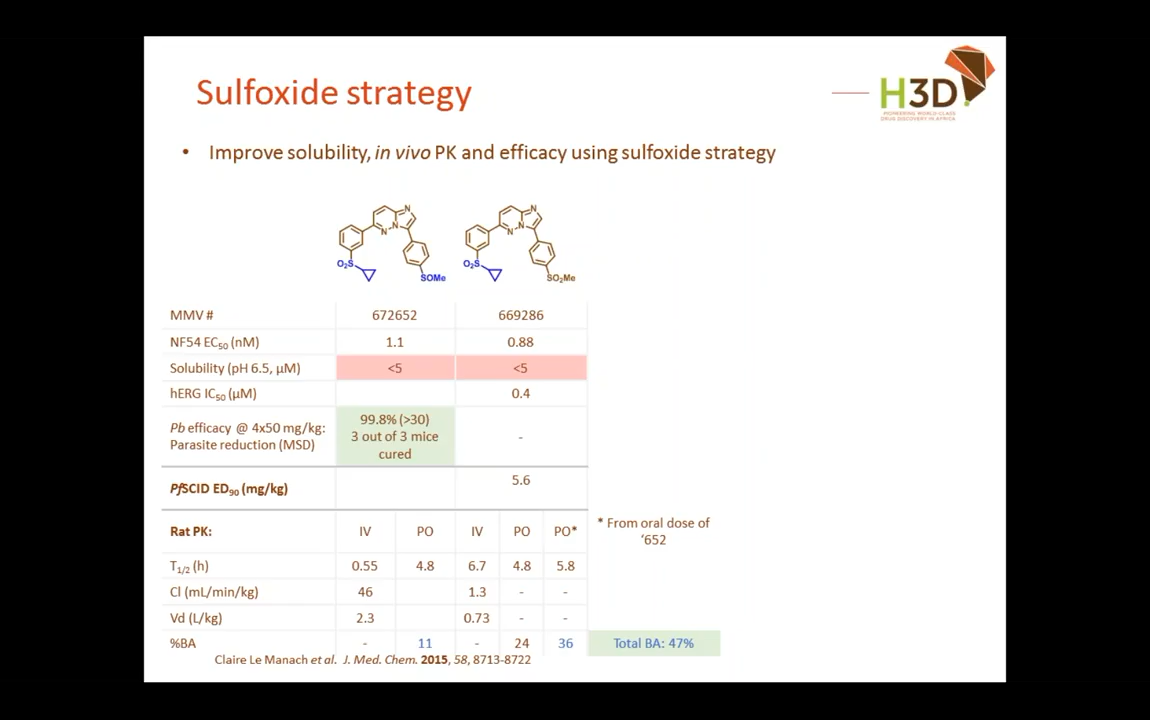 Sulfoxide strategy
H3D
PIONEERING WORLD-CLASS
DRUG DISCOVERY IN AFRICA
• Improve solubility, in vivo PK and efficacy using sulfoxide strategy
N N N N N N
O₂S SOMe O₂S SO₂Me
MMV # 672652 669286
NF54 EC₅₀ (nM) 1.1 0.88
Solubility (pH 6.5, μM) <5 <5
hERG IC₅₀ (μM) 0.4
Pb efficacy @ 4x50 mg/kg:
Parasite reduction (MSD)
99.8% (>30)
3 out of 3 mice
cured
-
PfSCID ED₉₀ (mg/kg) 5.6
Rat PK: IV PO IV PO PO*
* From oral dose of
‘652
T₁/₂ (h) 0.55 4.8 6.7 4.8 5.8
Cl (mL/min/kg) 46 1.3 - -
Vd (L/kg) 2.3 0.73 - -
%BA - 11 - 24 36 Total BA: 47%
Claire Le Manach et al. J. Med. Chem. 2015, 58, 8713-8722